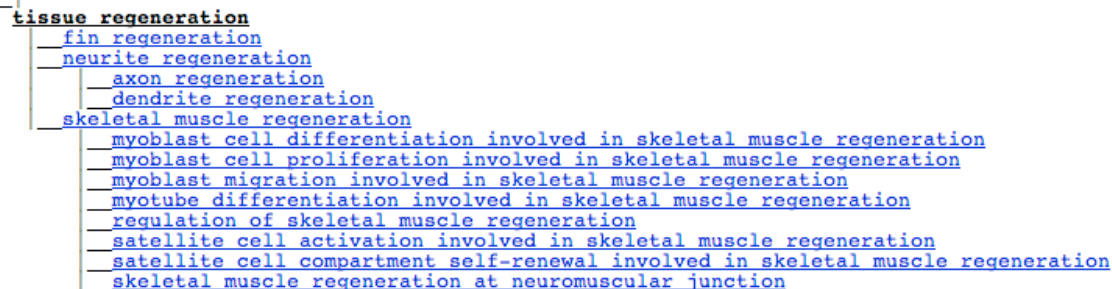 tissue regeneration
fin regeneration
neurite regeneration
axon regeneration
dendrite regeneration
skeletal muscle regeneration
myoblast cell differentiation involved in skeletal muscle regeneration
myoblast cell proliferation involved in skeletal muscle regeneration
myoblast migration involved in skeletal muscle regeneration
myotube differentiation involved in skeletal muscle regeneration
regulation of skeletal muscle regeneration
satellite cell activation involved in skeletal muscle regeneration
satellite cell compartment self-renewal involved in skeletal muscle regeneration
skeletal muscle regeneration at neuromuscular junction